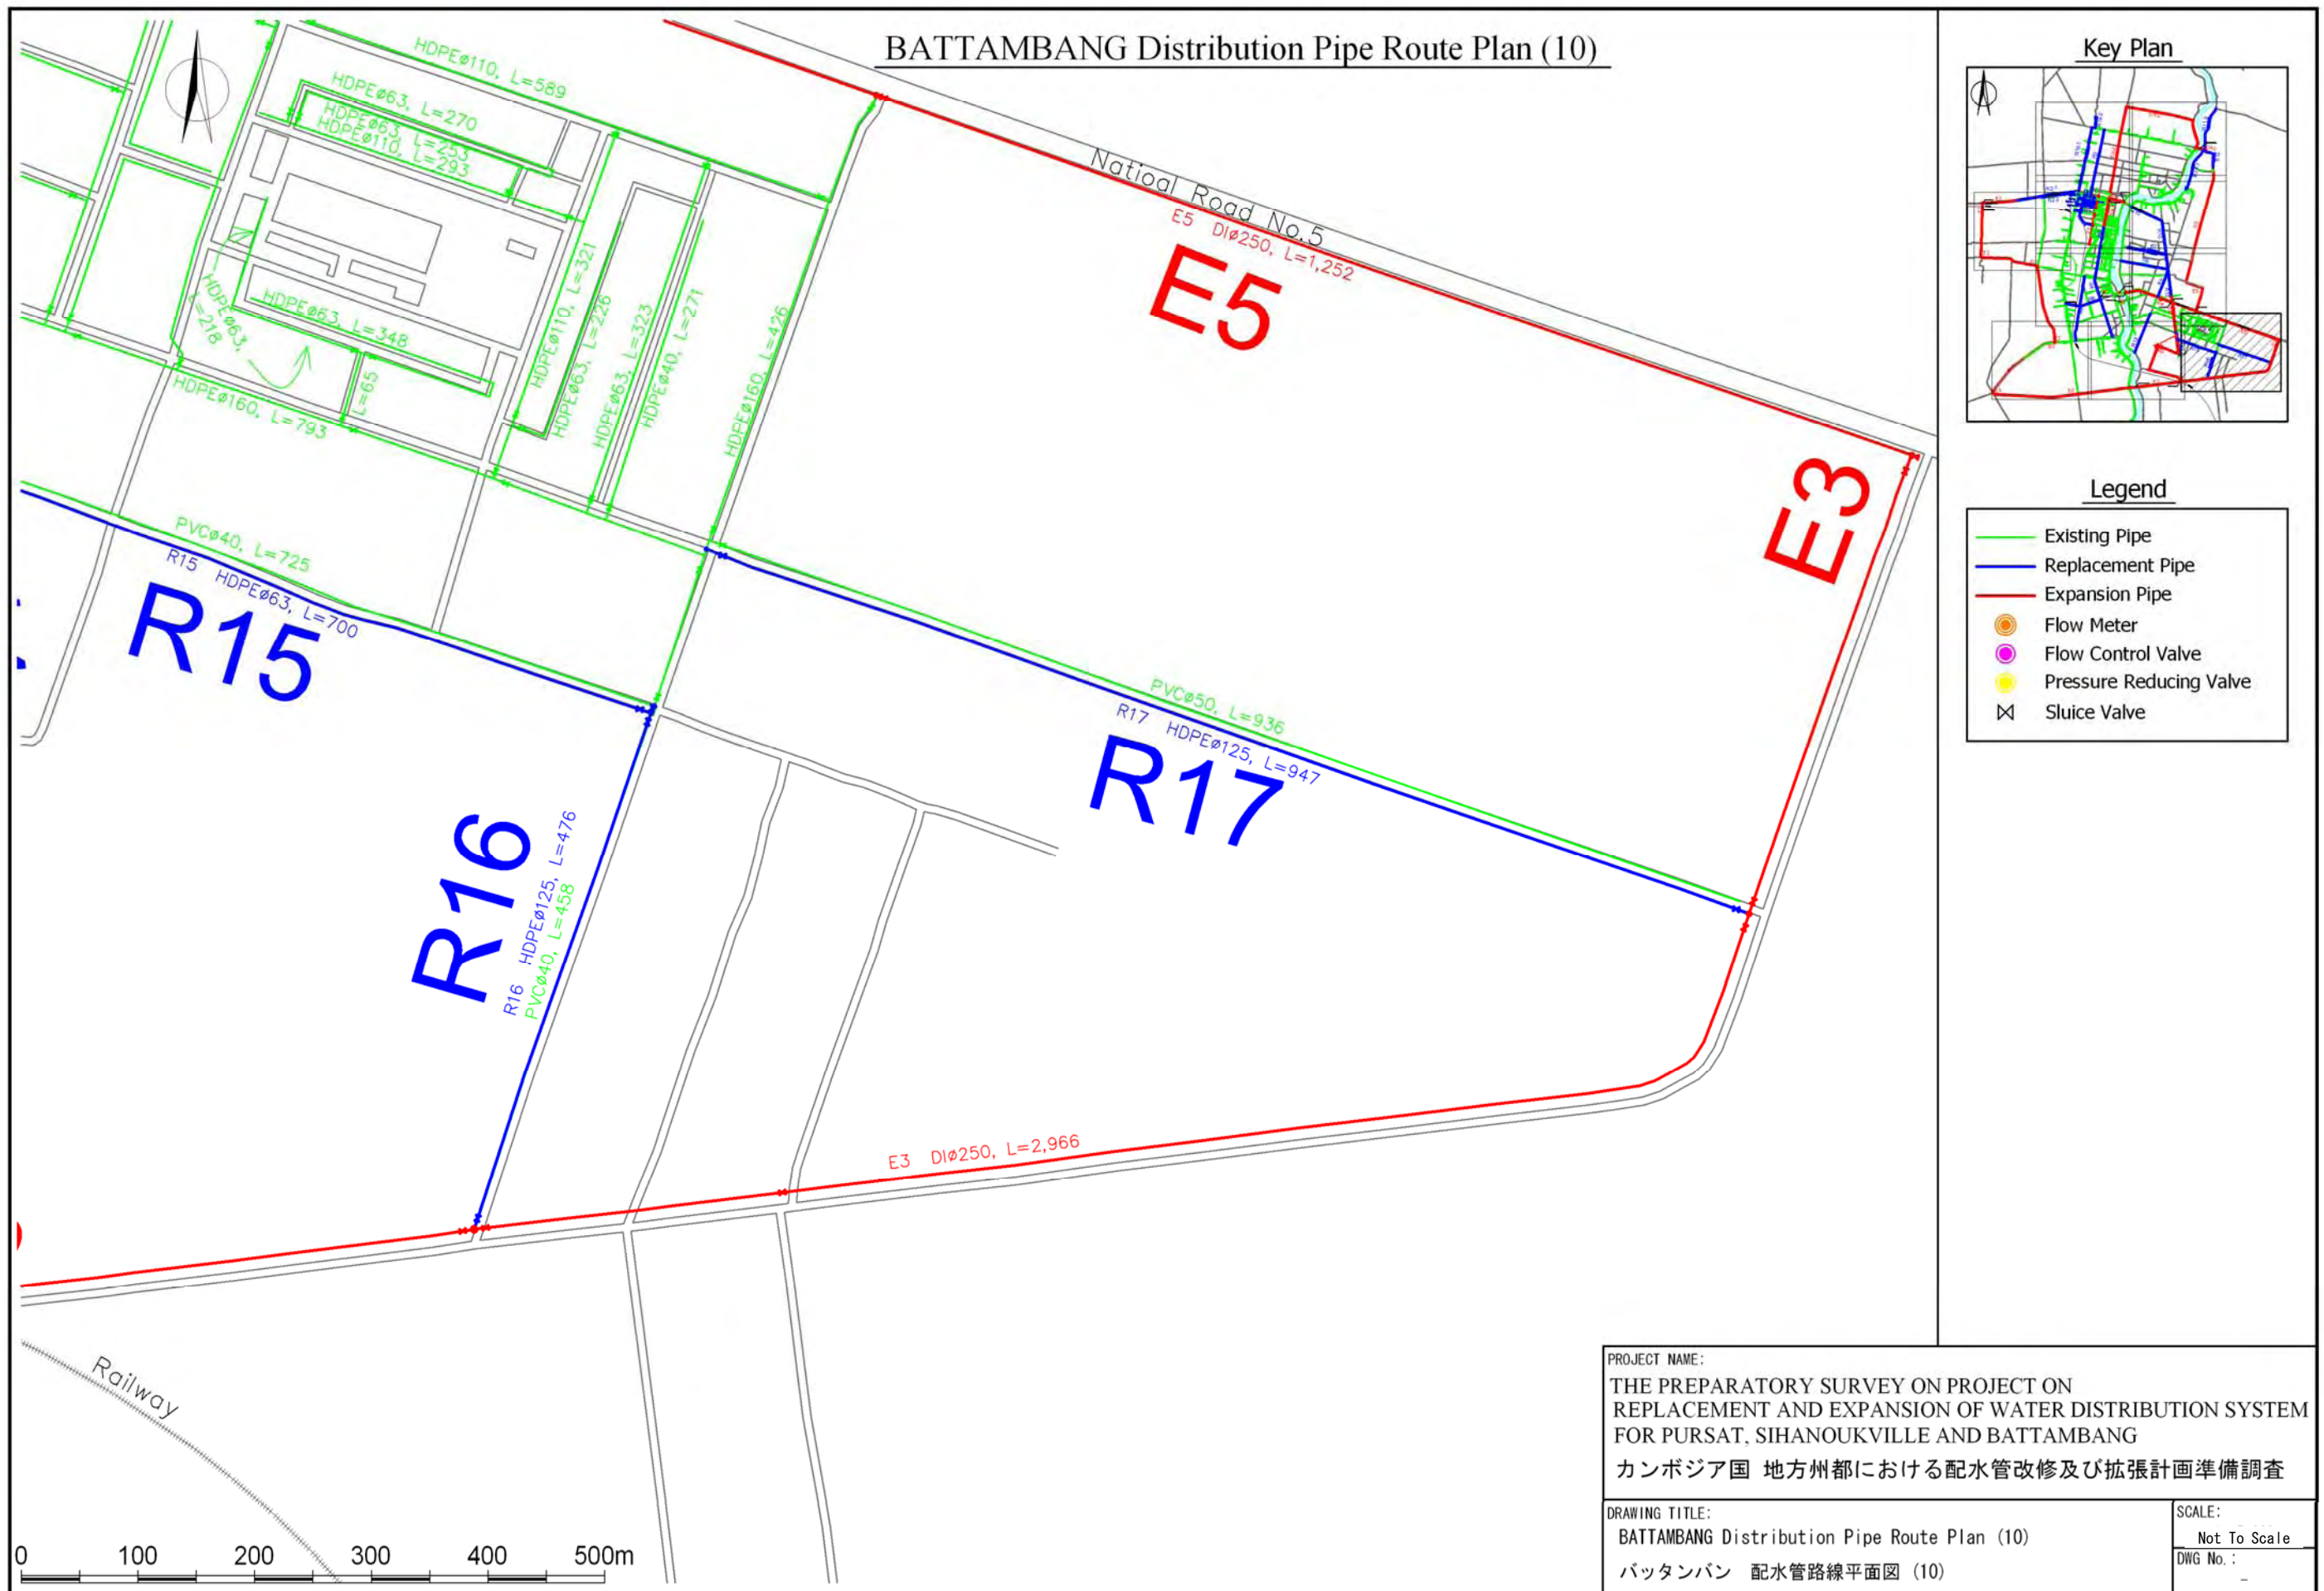 BATTAMBANG Distribution Pipe Route Plan (10)
HDPEø110, L=589
HDPEø63, L=270
HDPEø63, L=253
HDPEø110, L=293
HDPEø63,
L=218
HDPEø63, L=348
L=65
HDPEø160, L=793
HDPEø110, L=321
HDPEø63, L=226
HDPEø63, L=323
HDPEø40, L=271
HDPEø160, L=426
Natioal Road No.5
E5 DIø250, L=1,252
E5
E3
PVCø40, L=725
R15 HDPEø63, L=700
R15
PVCø50, L=936
R17 HDPEø125, L=947
R17
R16
R16 HDPEø125, L=476
PVCø40, L=458
E3 DIø250, L=2,966
Railway
0 100 200 300 400 500m
Key Plan
Legend
Existing Pipe
Replacement Pipe
Expansion Pipe
Flow Meter
Flow Control Valve
Pressure Reducing Valve
Sluice Valve
PROJECT NAME:
THE PREPARATORY SURVEY ON PROJECT ON
REPLACEMENT AND EXPANSION OF WATER DISTRIBUTION SYSTEM
FOR PURSAT, SIHANOUKVILLE AND BATTAMBANG
カンボジア国 地方州都における配水管改修及び拡張計画準備調査
DRAWING TITLE:
BATTAMBANG Distribution Pipe Route Plan (10)
バッタンバン 配水管路線平面図 (10)
SCALE:
Not To Scale
DWG No.:
–